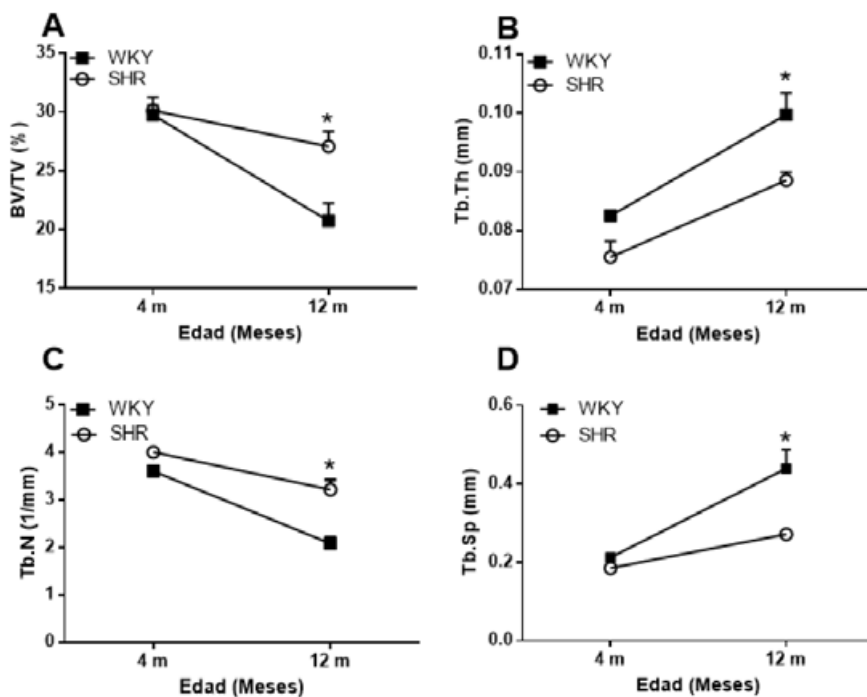 A
35
30
25
20
15
BV/TV (%)
WKY
SHR
*
4 m
12 m
Edad (Meses)
B
0.11
0.10
0.09
0.08
0.07
Tb.Th (mm)
WKY
SHR
*
4 m
12 m
Edad (Meses)
C
5
4
3
2
1
0
Tb.N (1/mm)
WKY
SHR
*
4 m
12 m
Edad (Meses)
D
0.6
0.4
0.2
0.0
Tb.Sp (mm)
WKY
SHR
*
4 m
12 m
Edad (Meses)